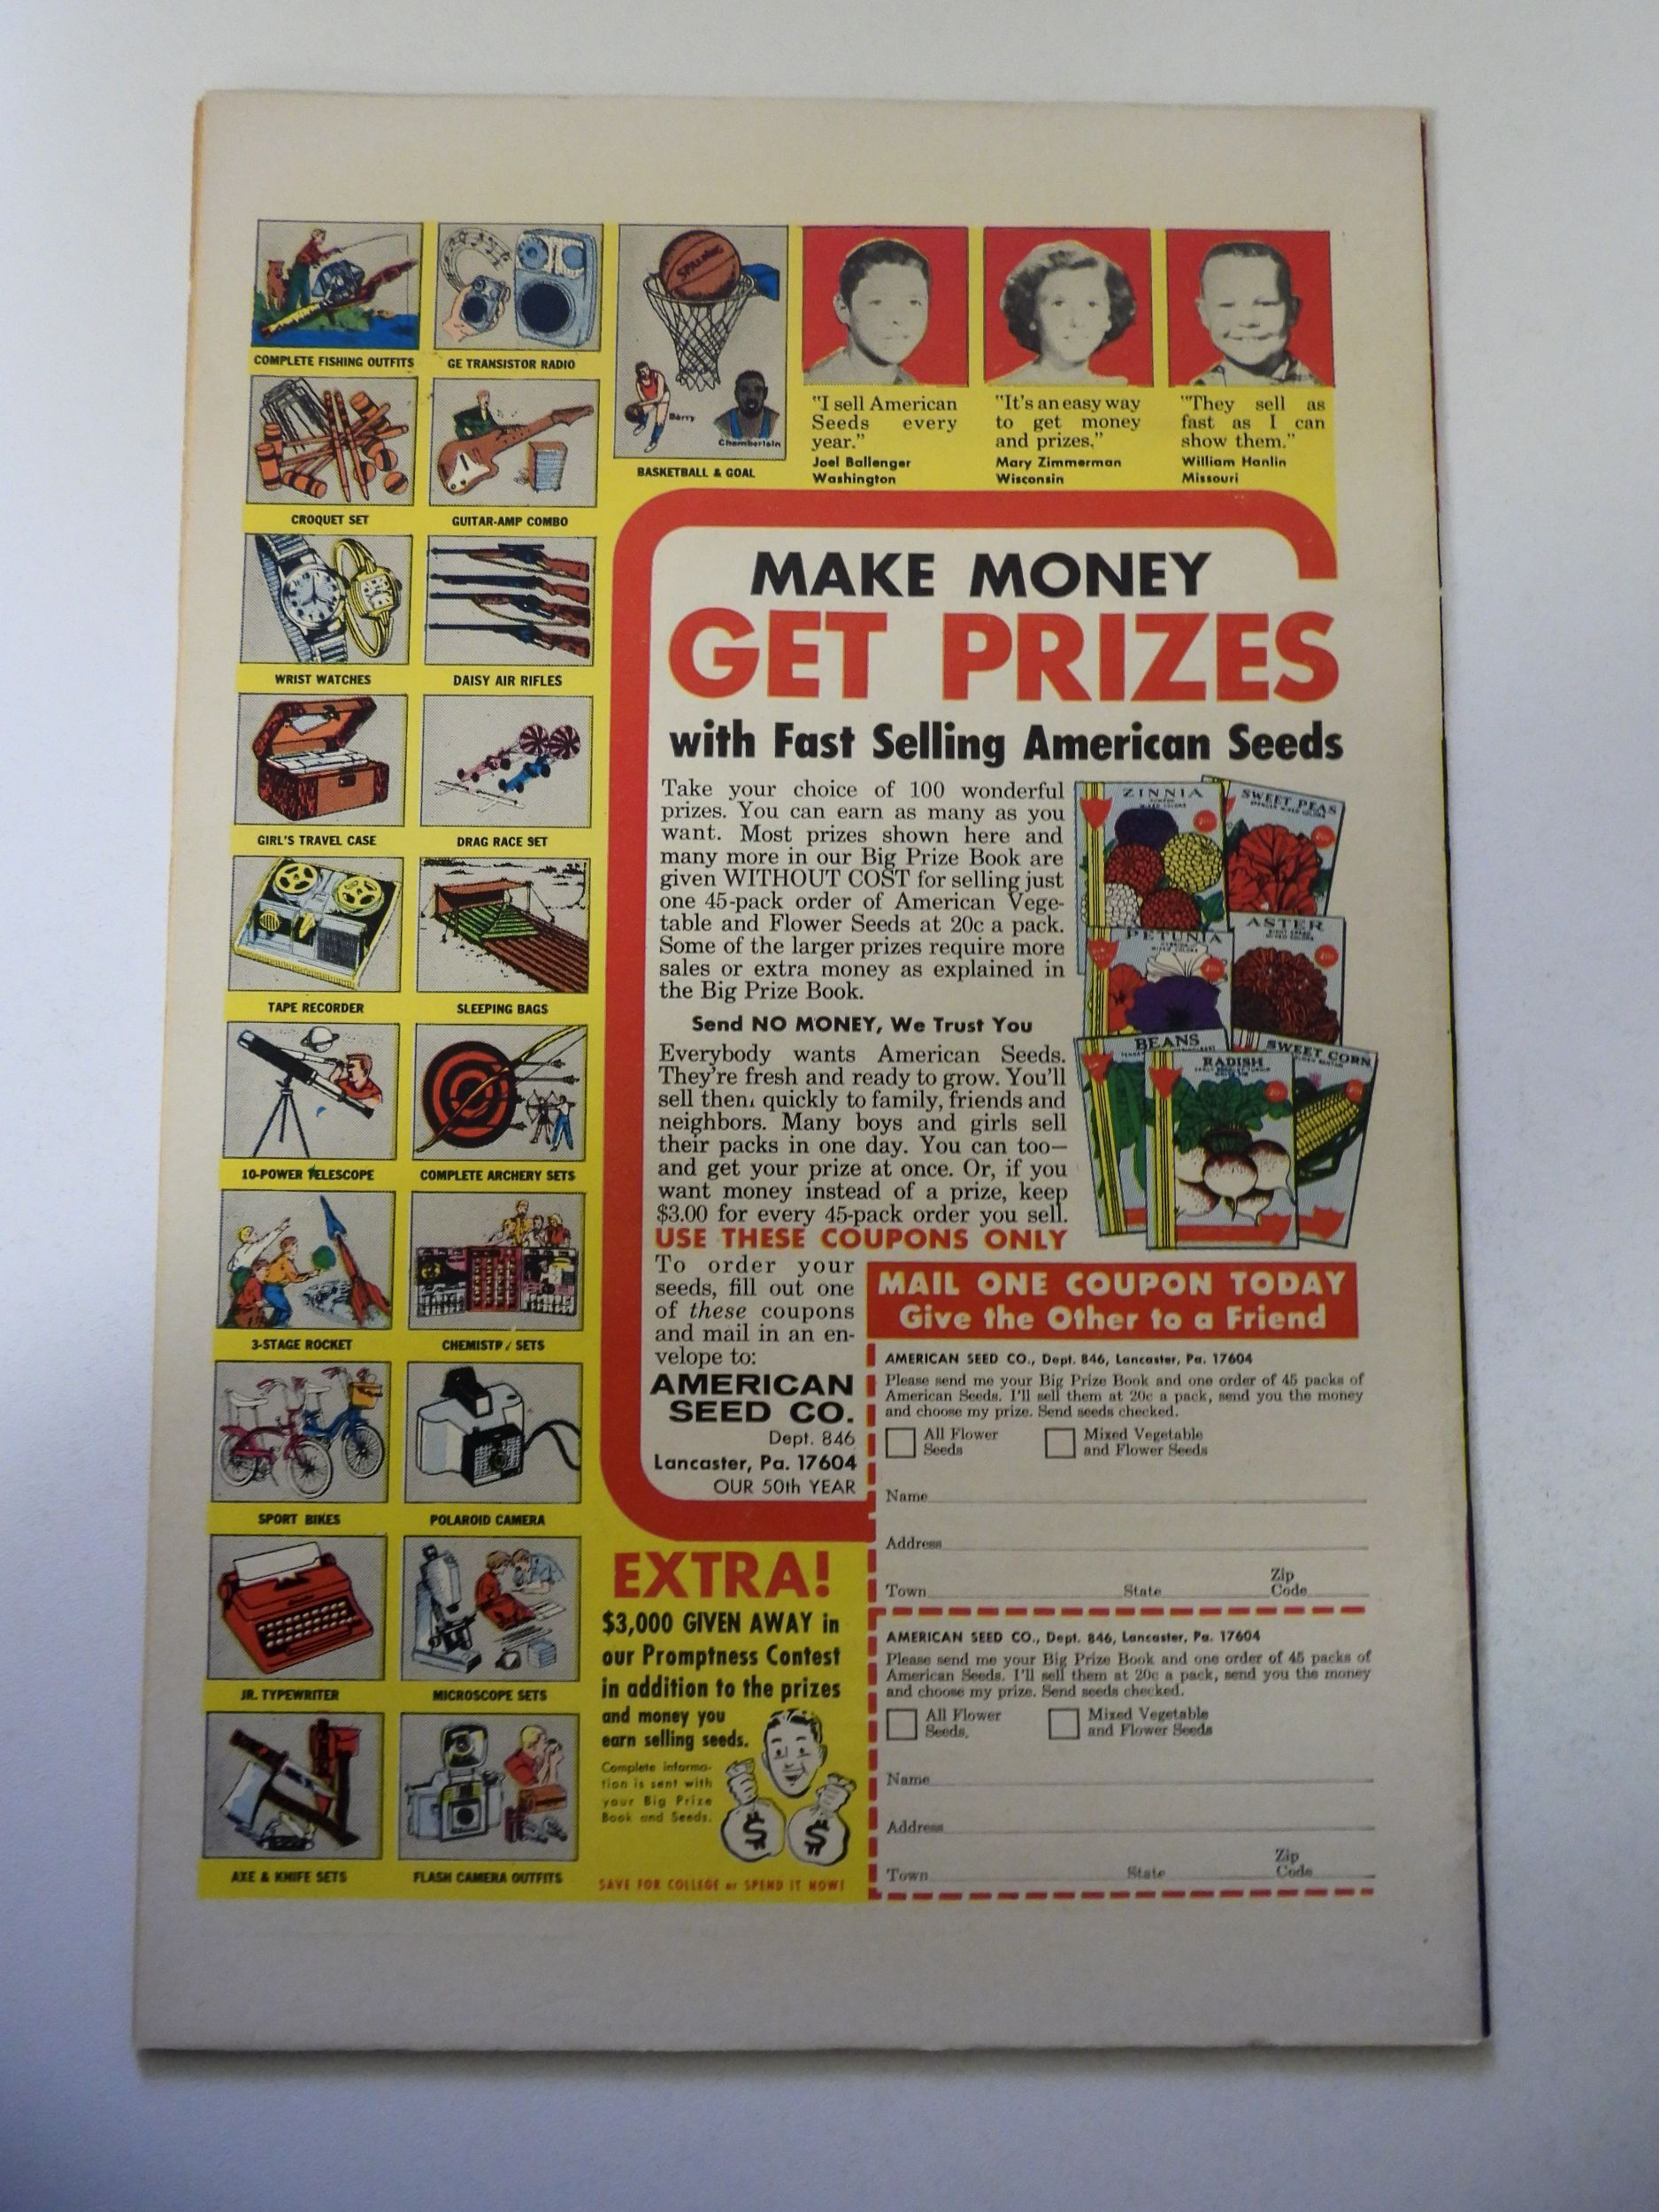 COMPLETE FISHING OUTFITS
GE TRANSISTOR RADIO
SPALDING
Barry
Chamberlain
BASKETBALL & GOAL
"I sell American
Seeds every
year."
Joel Ballenger
Washington
"It's an easy way
to get money
and prizes."
Mary Zimmerman
Wisconsin
"They sell as
fast as I can
show them."
William Hanlin
Missouri
CROQUET SET
GUITAR-AMP COMBO
WRIST WATCHES
DAISY AIR RIFLES
GIRL'S TRAVEL CASE
DRAG RACE SET
TAPE RECORDER
SLEEPING BAGS
10-POWER TELESCOPE
COMPLETE ARCHERY SETS
3-STAGE ROCKET
CHEMISTRY SETS
SPORT BIKES
POLAROID CAMERA
JR. TYPEWRITER
MICROSCOPE SETS
AXE & KNIFE SETS
FLASH CAMERA OUTFITS
MAKE MONEY
GET PRIZES
with Fast Selling American Seeds
Take your choice of 100 wonderful
prizes. You can earn as many as you
want. Most prizes shown here and
many more in our Big Prize Book are
given WITHOUT COST for selling just
one 45-pack order of American Vege-
table and Flower Seeds at 20c a pack.
Some of the larger prizes require more
sales or extra money as explained in
the Big Prize Book.
Send NO MONEY, We Trust You
Everybody wants American Seeds.
They're fresh and ready to grow. You'll
sell them quickly to family, friends and
neighbors. Many boys and girls sell
their packs in one day. You can too—
and get your prize at once. Or, if you
want money instead of a prize, keep
$3.00 for every 45-pack order you sell.
USE THESE COUPONS ONLY
To order your
seeds, fill out one
of these coupons
and mail in an en-
velope to:
AMERICAN
SEED CO.
Dept. 846
Lancaster, Pa. 17604
OUR 50th YEAR
ZINNIA
SWEET PEAS
PETUNIA
ASTER
BEANS
RADISH
SWEET CORN
MAIL ONE COUPON TODAY
Give the Other to a Friend
AMERICAN SEED CO., Dept. 846, Lancaster, Pa. 17604
Please send me your Big Prize Book and one order of 45 packs of
American Seeds. I'll sell them at 20c a pack, send you the money
and choose my prize. Send seeds checked.
All Flower
Seeds
Mixed Vegetable
and Flower Seeds
Name
Address
Town State Zip
Code
AMERICAN SEED CO., Dept. 846, Lancaster, Pa. 17604
Please send me your Big Prize Book and one order of 45 packs of
American Seeds. I'll sell them at 20c a pack, send you the money
and choose my prize. Send seeds checked.
All Flower
Seeds.
Mixed Vegetable
and Flower Seeds
Name
Address
Town State Zip
Code
EXTRA!
$3,000 GIVEN AWAY in
our Promptness Contest
in addition to the prizes
and money you
earn selling seeds.
Complete informa-
tion is sent with
your Big Prize
Book and Seeds.
$ $
SAVE FOR COLLEGE or SPEND IT NOW!